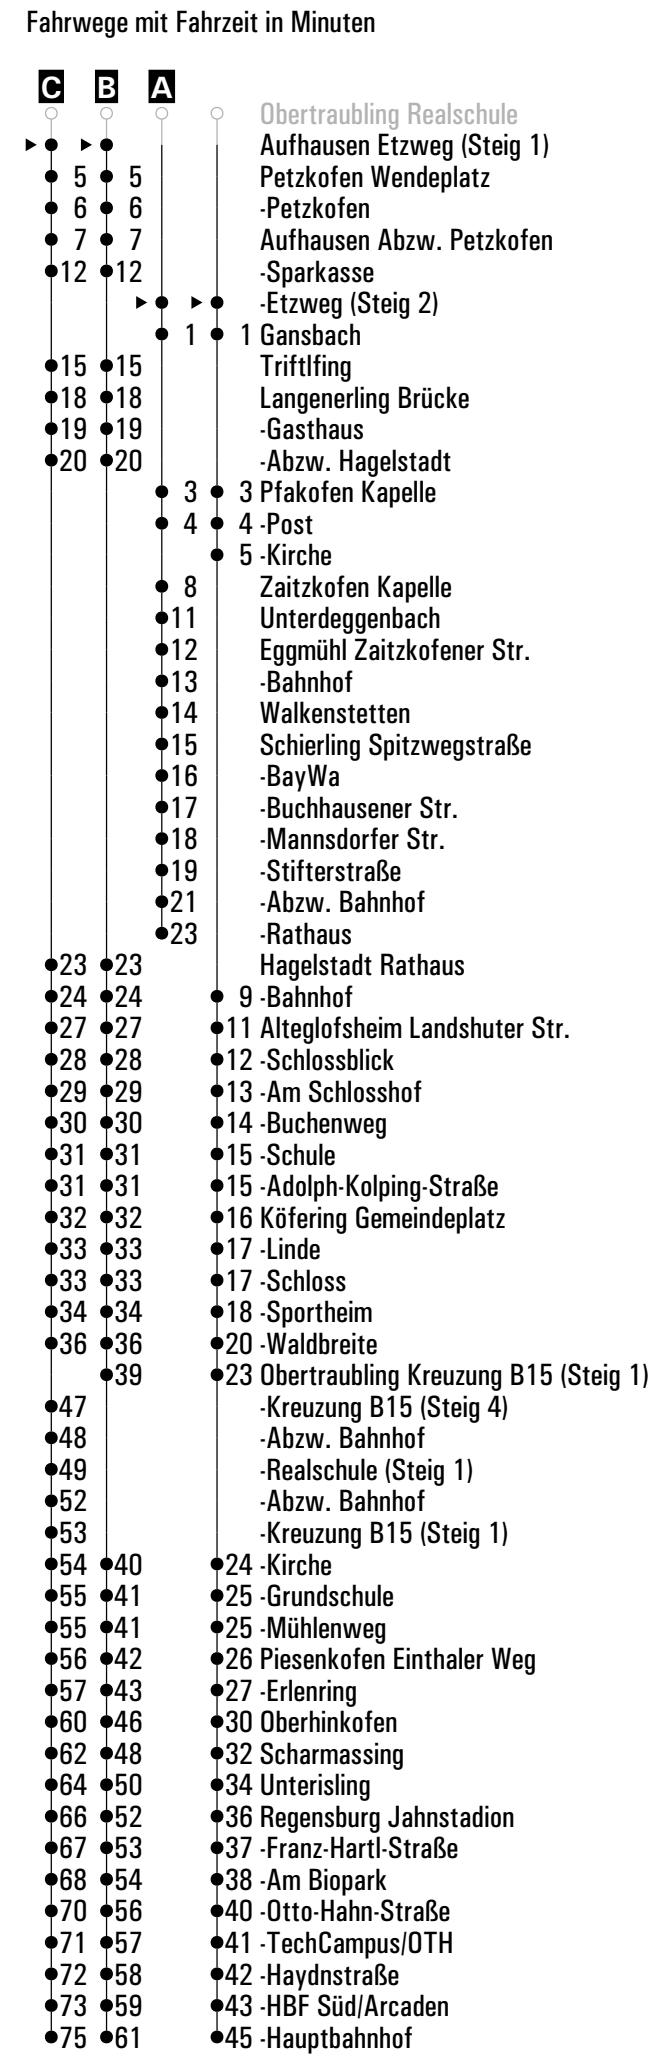 Fahrwege mit Fahrzeit in Minuten
C B A
Obertraubling Realschule
Aufhausen Etzweg (Steig 1)
5 5 Petzkofen Wendeplatz
6 6 -Petzkofen
7 7 Aufhausen Abzw. Petzkofen
12 12 -Sparkasse
-Etzweg (Steig 2)
1 1 Gansbach
15 15 Triftlfing
18 18 Langenerling Brücke
19 19 -Gasthaus
20 20 -Abzw. Hagelstadt
3 3 Pfakofen Kapelle
4 4 -Post
5 -Kirche
8 Zaitzkofen Kapelle
11 Unterdeggenbach
12 Eggmühl Zaitzkofener Str.
13 -Bahnhof
14 Walkenstetten
15 Schierling Spitzwegstraße
16 -BayWa
17 -Buchhausener Str.
18 -Mannsdorfer Str.
19 -Stifterstraße
21 -Abzw. Bahnhof
23 -Rathaus
23 23 Hagelstadt Rathaus
24 24 9 -Bahnhof
27 27 11 Alteglofsheim Landshuter Str.
28 28 12 -Schlossblick
29 29 13 -Am Schlosshof
30 30 14 -Buchenweg
31 31 15 -Schule
31 31 15 -Adolph-Kolping-Straße
32 32 16 Köfering Gemeindeplatz
33 33 17 -Linde
33 33 17 -Schloss
34 34 18 -Sportheim
36 36 20 -Waldbreite
39 23 Obertraubling Kreuzung B15 (Steig 1)
47 -Kreuzung B15 (Steig 4)
48 -Abzw. Bahnhof
49 -Realschule (Steig 1)
52 -Abzw. Bahnhof
53 -Kreuzung B15 (Steig 1)
54 40 24 -Kirche
55 41 25 -Grundschule
55 41 25 -Mühlenweg
56 42 26 Piesenkofen Einthaler Weg
57 43 27 -Erlenring
60 46 30 Oberhinkofen
62 48 32 Scharmassing
64 50 34 Unterisling
66 52 36 Regensburg Jahnstadion
67 53 37 -Franz-Hartl-Straße
68 54 38 -Am Biopark
70 56 40 -Otto-Hahn-Straße
71 57 41 -TechCampus/OTH
72 58 42 -Haydnstraße
73 59 43 -HBF Süd/Arcaden
75 61 45 -Hauptbahnhof